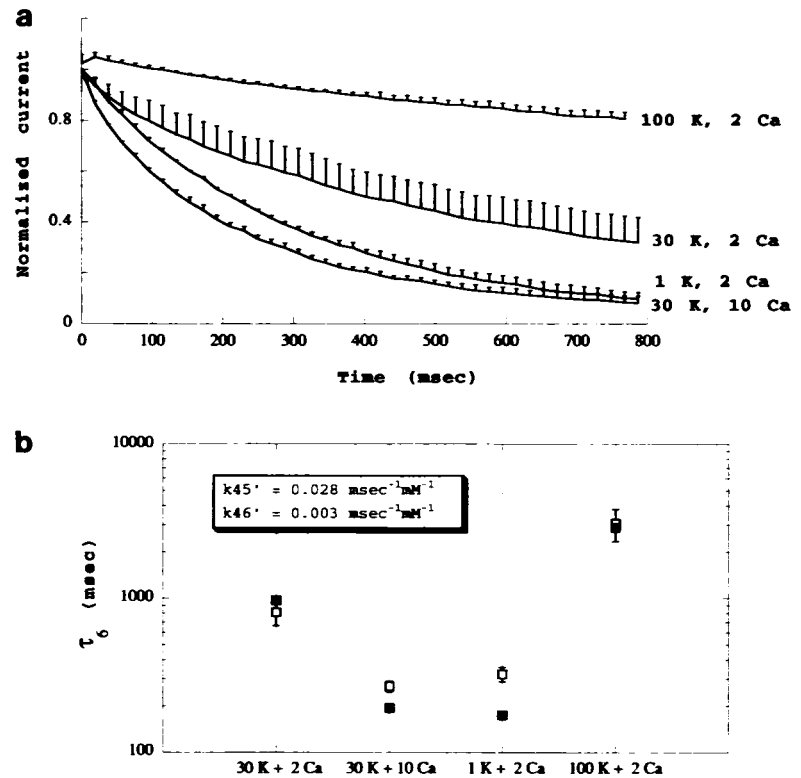 a
Normalized current
0.8
0.4
0
0 100 200 300 400 500 600 700 800
Time (msec)
100 K, 2 Ca
30 K, 2 Ca
1 K, 2 Ca
30 K, 10 Ca
b
10000
1000
100
τ6 (msec)
k45' = 0.028 msec⁻¹mM⁻¹
k46' = 0.003 msec⁻¹mM⁻¹
30 K + 2 Ca 30 K + 10 Ca 1 K + 2 Ca 100 K + 2 Ca